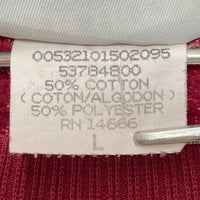 00532101502095
53784800
50% COTTON
(COTON/ALGODON)
50% POLYESTER
RN 14666
L